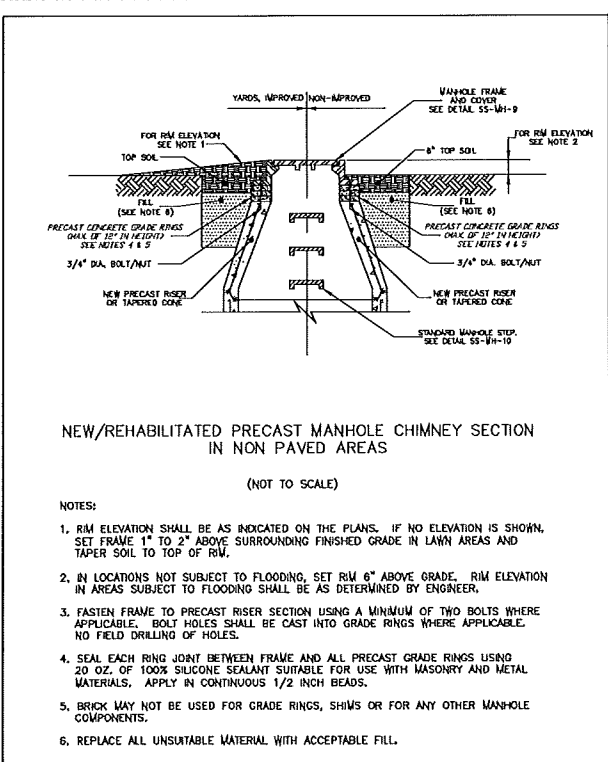 YARDS, IMPROVED
NON-IMPROVED
MANHOLE FRAME
AND COVER
SEE DETAIL SS-MH-9
FOR RIM ELEVATION
SEE NOTE 1
TOP SOIL
8" TOP SOIL
FOR RIM ELEVATION
SEE NOTE 2
FILL
(SEE NOTE 6)
PRECAST CONCRETE GRADE RINGS
(MAX. OF 12" IN HEIGHT)
SEE NOTES 4 & 5
3/4" DIA. BOLT/NUT
NEW PRECAST RISER
OR TAPERED CONE
FILL
(SEE NOTE 6)
PRECAST CONCRETE GRADE RINGS
(MAX. OF 12" IN HEIGHT)
SEE NOTES 4 & 5
3/4" DIA. BOLT/NUT
NEW PRECAST RISER
OR TAPERED CONE
STANDARD MANHOLE STEP.
SEE DETAIL SS-MH-10
NEW/REHABILITATED PRECAST MANHOLE CHIMNEY SECTION
IN NON PAVED AREAS
(NOT TO SCALE)
NOTES:
1. RIM ELEVATION SHALL BE AS INDICATED ON THE PLANS. IF NO ELEVATION IS SHOWN,
SET FRAME 1" TO 2" ABOVE SURROUNDING FINISHED GRADE IN LAWN AREAS AND
TAPER SOIL TO TOP OF RIM.
2. IN LOCATIONS NOT SUBJECT TO FLOODING, SET RIM 6" ABOVE GRADE. RIM ELEVATION
IN AREAS SUBJECT TO FLOODING SHALL BE AS DETERMINED BY ENGINEER.
3. FASTEN FRAME TO PRECAST RISER SECTION USING A MINIMUM OF TWO BOLTS WHERE
APPLICABLE. BOLT HOLES SHALL BE CAST INTO GRADE RINGS WHERE APPLICABLE.
NO FIELD DRILLING OF HOLES.
4. SEAL EACH RING JOINT BETWEEN FRAME AND ALL PRECAST GRADE RINGS USING
20 OZ. OF 100% SILICONE SEALANT SUITABLE FOR USE WITH MASONRY AND METAL
MATERIALS. APPLY IN CONTINUOUS 1/2 INCH BEADS.
5. BRICK MAY NOT BE USED FOR GRADE RINGS, SHIMS OR FOR ANY OTHER MANHOLE
COMPONENTS.
6. REPLACE ALL UNSUITABLE MATERIAL WITH ACCEPTABLE FILL.